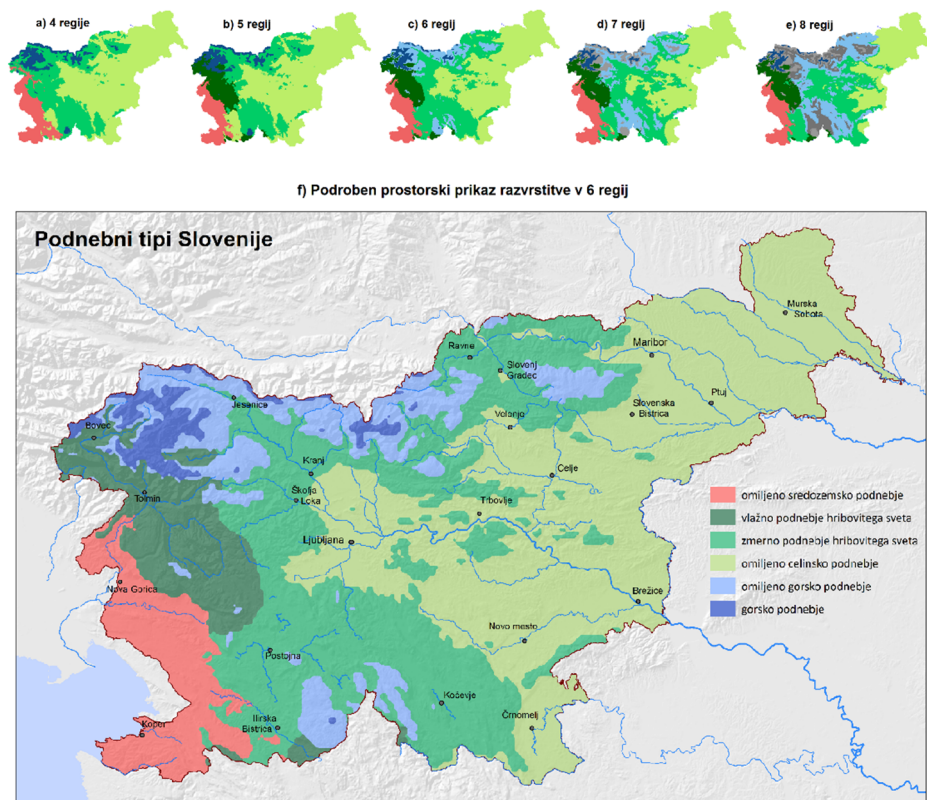 a) 4 regije
b) 5 regij
c) 6 regij
d) 7 regij
e) 8 regij
f) Podroben prostorski prikaz razvrstitve v 6 regij
Podnebni tipi Slovenije
Murska
Sobota
Maribor
Ravne
Slovenj
Gradec
Ptuj
Slovenska
Bistrica
Jesenice
Velenje
Bovec
Celje
Kranj
Škofja
Loka
Tolmin
Trbovlje
Ljubljana
omiljeno sredozemsko podnebje
vlažno podnebje hribovitega sveta
zmerno podnebje hribovitega sveta
omiljeno celinsko podnebje
omiljeno gorsko podnebje
gorsko podnebje
Nova Gorica
Brežice
Novo mesto
Postojna
Kočevje
Črnomelj
Ilirska
Bistrica
Koper